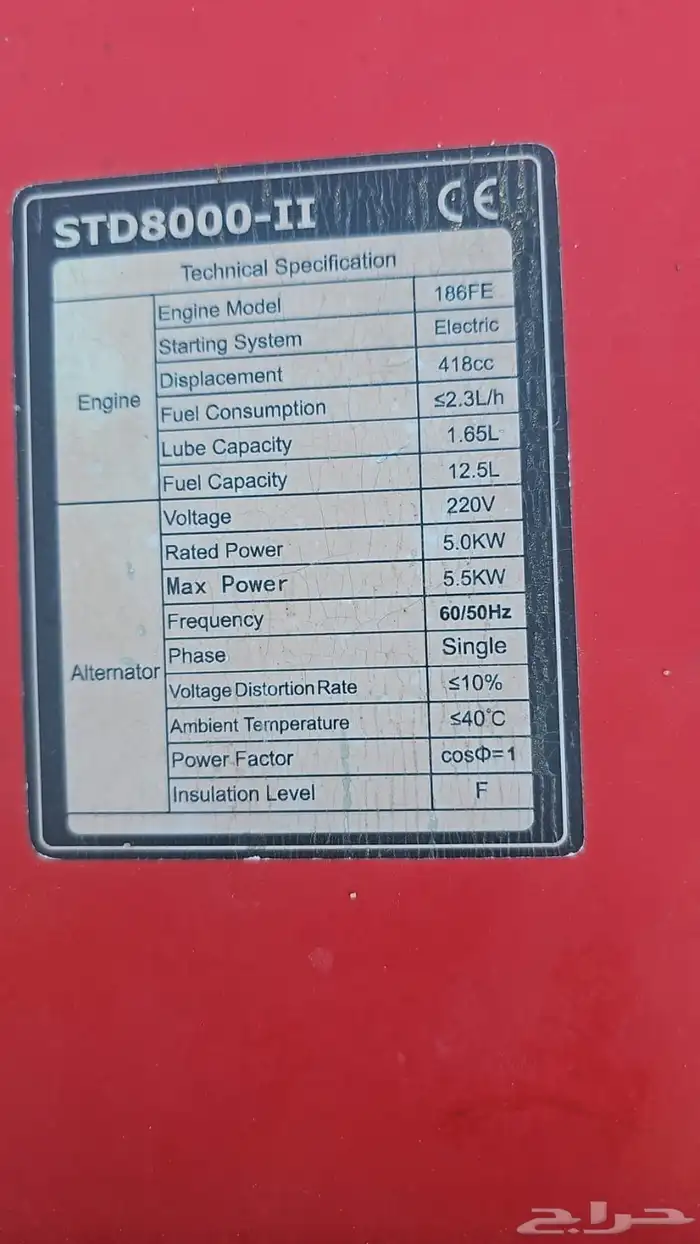 STD8000-II CE
Technical Specification
Engine
Engine Model 186FE
Starting System Electric
Displacement 418cc
Fuel Consumption ≤2.3L/h
Lube Capacity 1.65L
Fuel Capacity 12.5L
Alternator
Voltage 220V
Rated Power 5.0KW
Max Power 5.5KW
Frequency 60/50Hz
Phase Single
Voltage Distortion Rate ≤10%
Ambient Temperature ≤40°C
Power Factor cosΦ=1
Insulation Level F
حراج